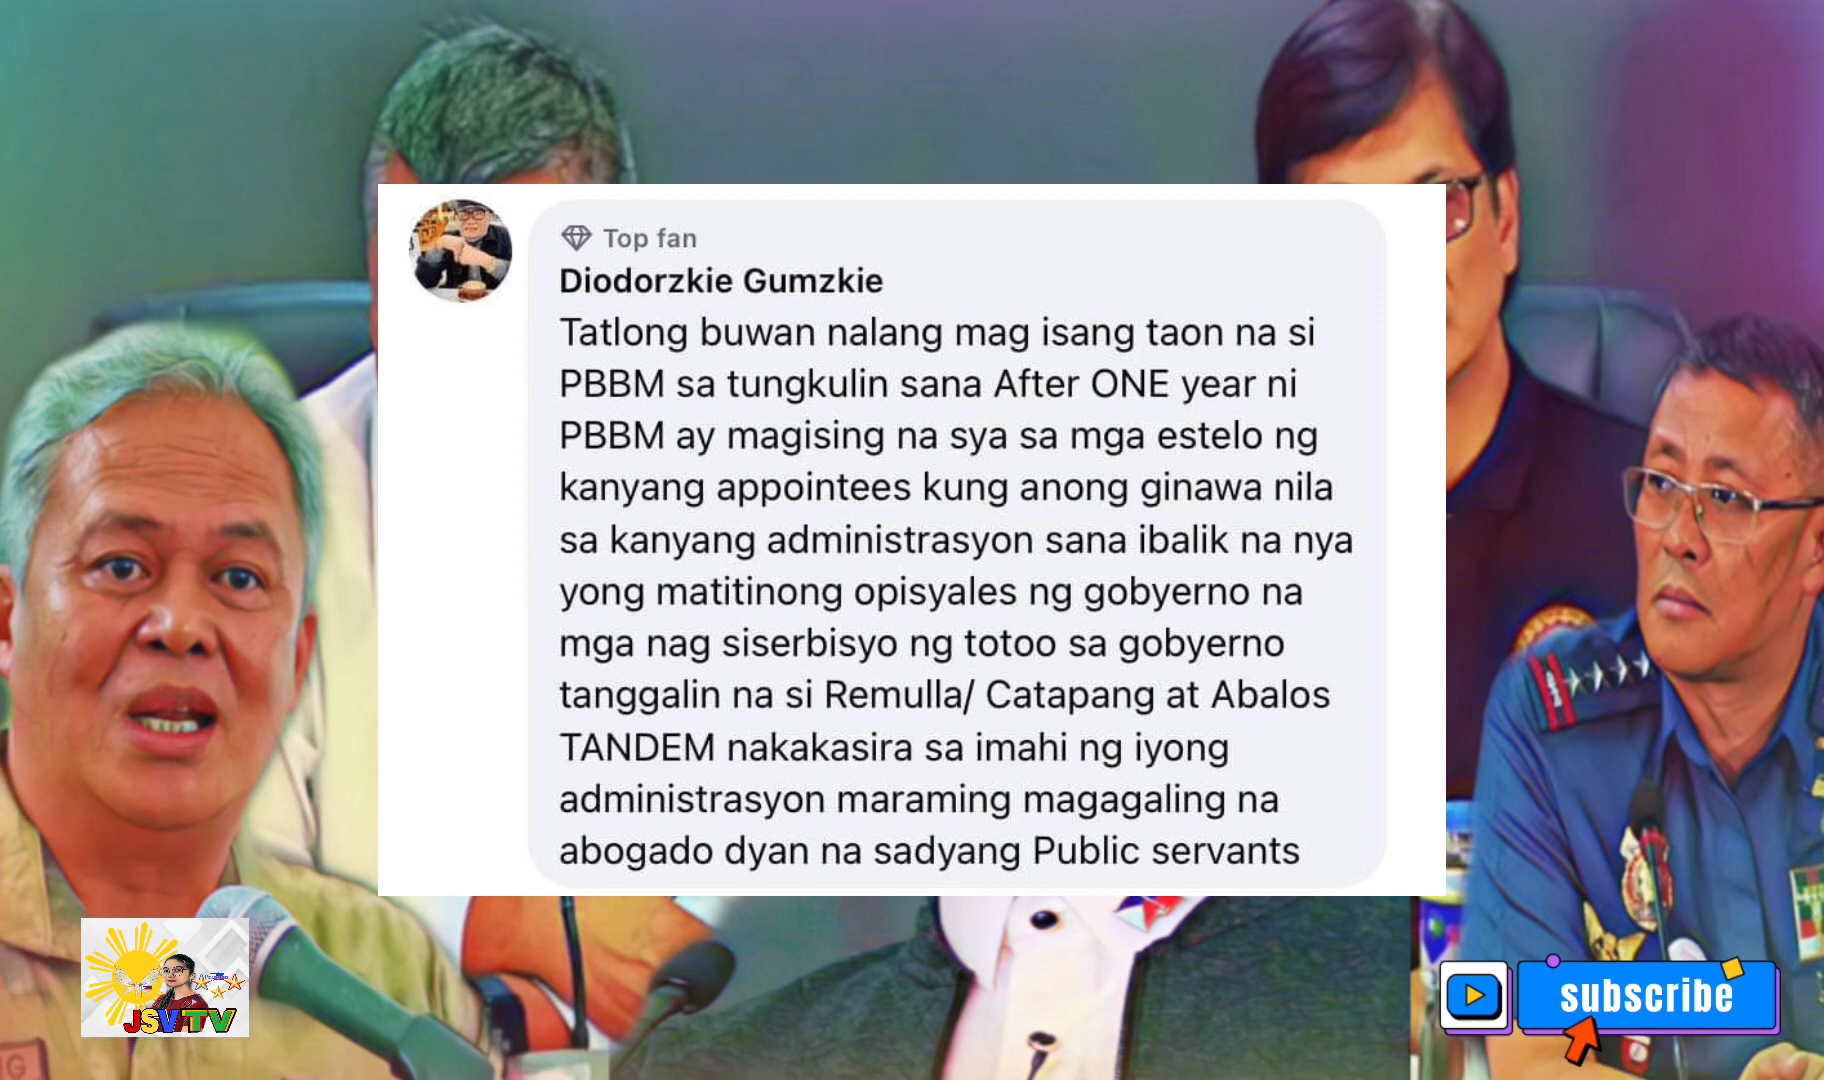 Top fan
Diodorzkie Gumzkie
Tatlong buwan nalang mag isang taon na si
PBBM sa tungkulin sana After ONE year ni
PBBM ay magising na sya sa mga estelo ng
kanyang appointees kung anong ginawa nila
sa kanyang administrasyon sana ibalik na nya
yong matitinong opisyales ng gobyerno na
mga nag siserbisyo ng totoo sa gobyerno
tanggalin na si Remulla/ Catapang at Abalos
TANDEM nakakasira sa imahi ng iyong
administrasyon maraming magagaling na
abogado dyan na sadyang Public servants
JSV TV
subscribe